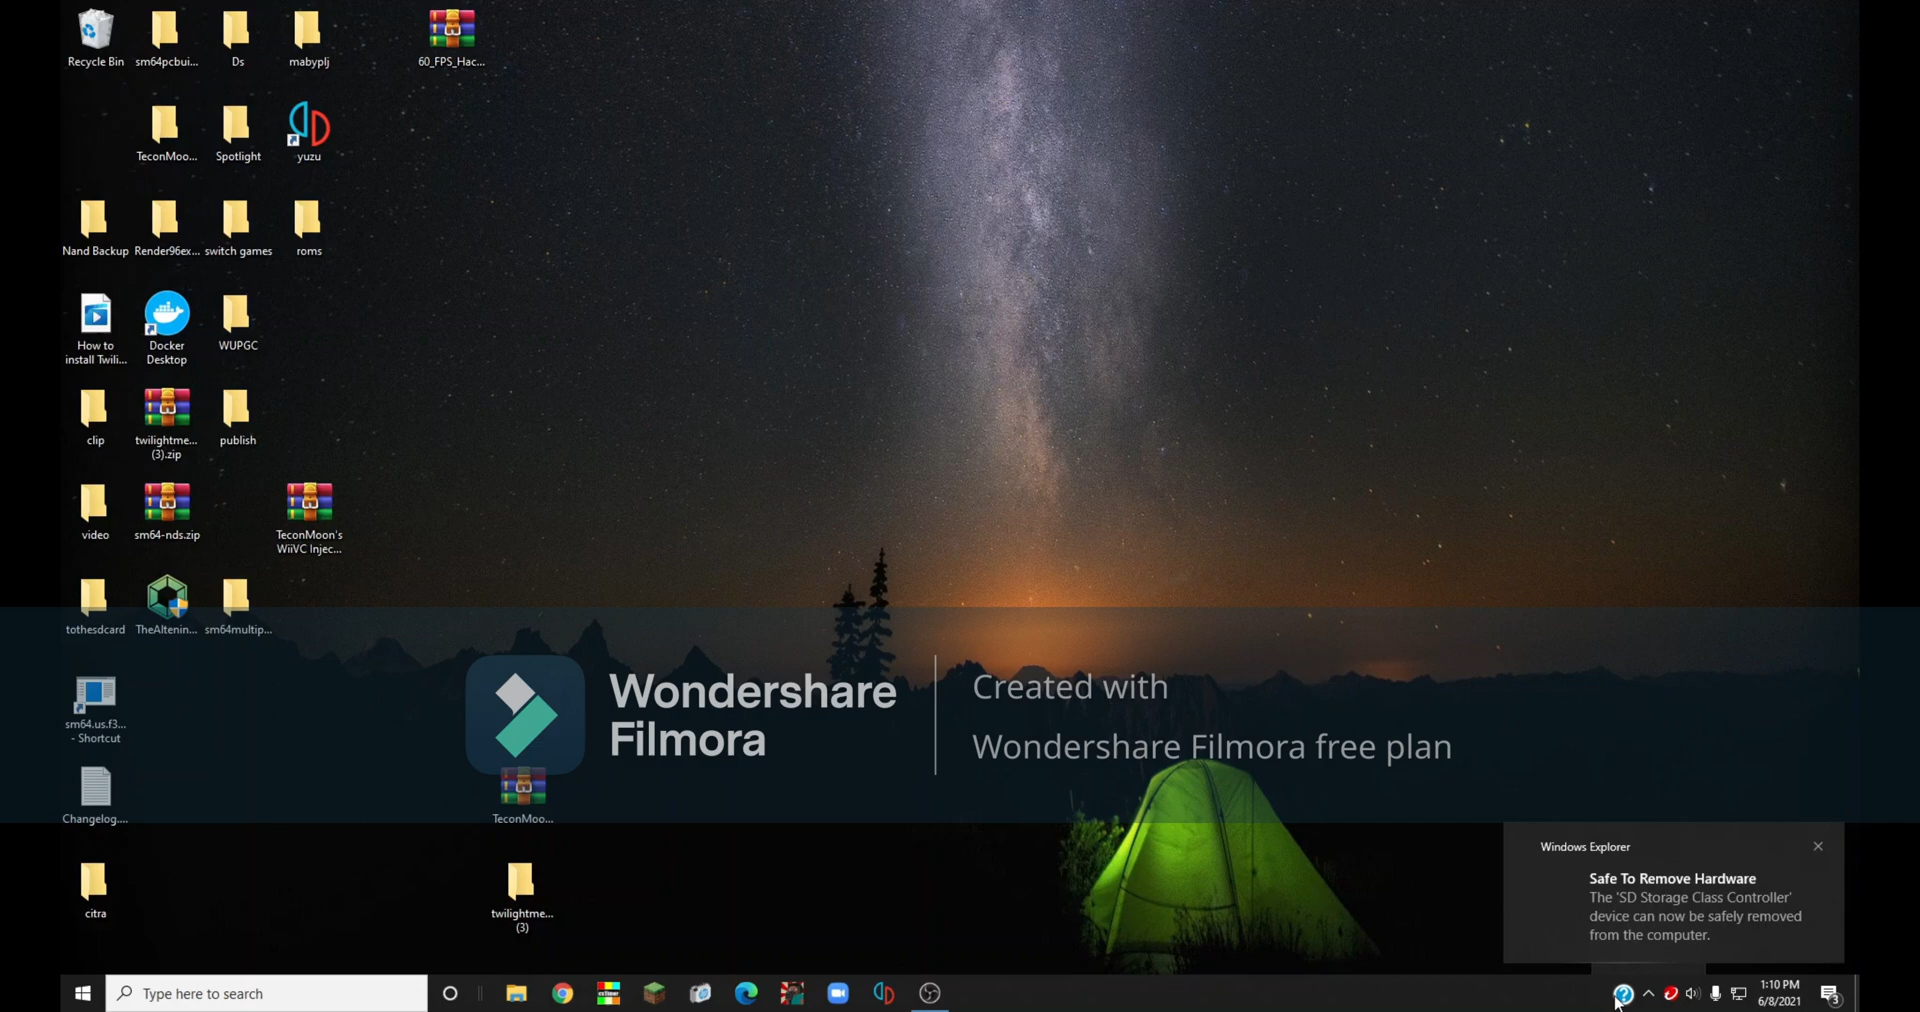 Recycle Bin
sm64pcbui...
Ds
mabyplj
60_FPS_Hac...
TeconMoo...
Spotlight
yuzu
Nand Backup
Render96ex...
switch games
roms
How to
install Twili...
Docker
Desktop
WUPGC
clip
twilightme...
(3).zip
publish
video
sm64-nds.zip
TeconMoon's
WiiVC Injec...
tothesdcard
TheAltenin...
sm64multip...
sm64.us.f3...
- Shortcut
Wondershare
Filmora
Created with
Wondershare Filmora free plan
Changelog....
TeconMoo...
citra
twilightme...
(3)
Windows Explorer
Safe To Remove Hardware
The 'SD Storage Class Controller'
device can now be safely removed
from the computer.
Type here to search
1:10 PM
6/8/2021
3